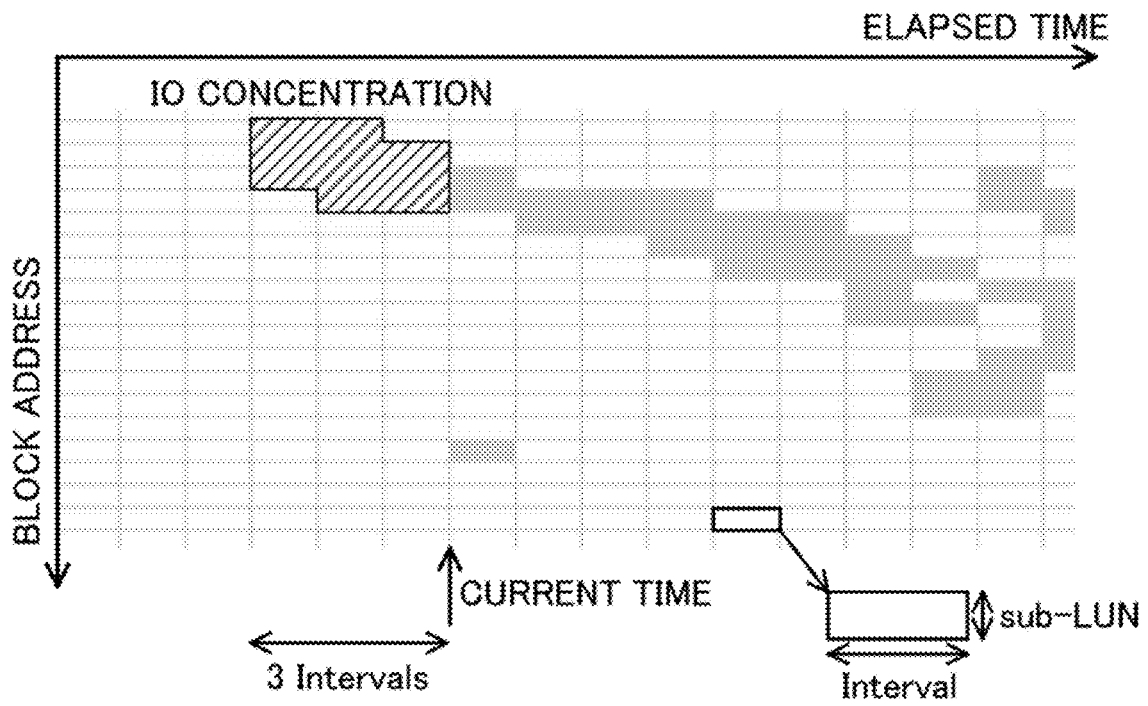 ELAPSED TIME
IO CONCENTRATION
BLOCK ADDRESS
CURRENT TIME
sub-LUN
3 Intervals
Interval